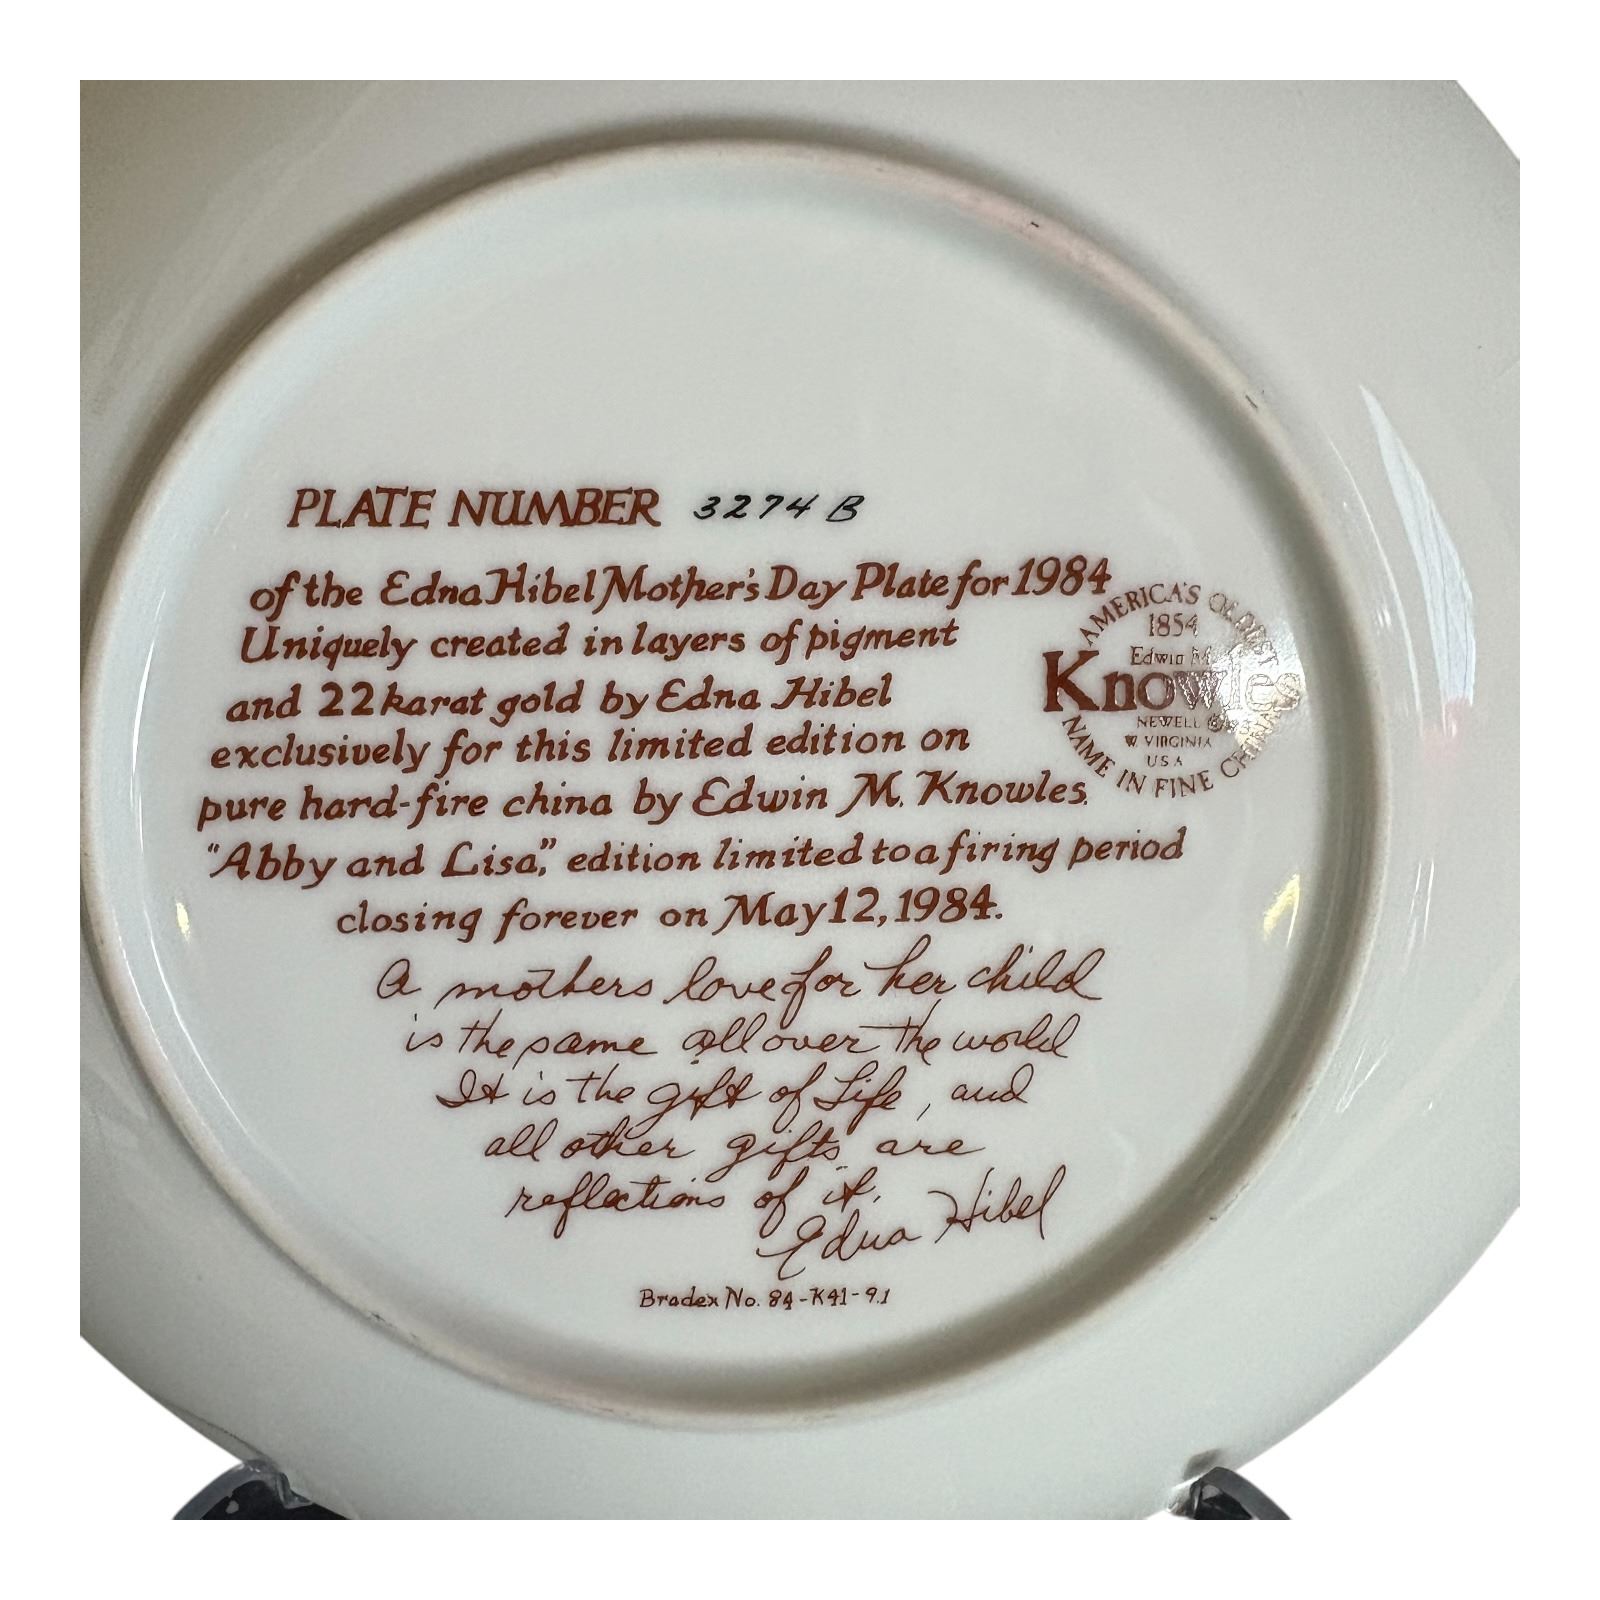 PLATE NUMBER 3274 B
of the Edna Hibel Mother's Day Plate for 1984
Uniquely created in layers of pigment
and 22 karat gold by Edna Hibel
exclusively for this limited edition on
pure hard-fire china by Edwin M. Knowles.
"Abby and Lisa," edition limited to a firing period
closing forever on May 12, 1984.
A mothers love for her child
is the same all over the world
It is the gift of Life, and
all other gifts are
reflections of it.
Edna Hibel
Bradex No. 84-K41-9.1
AMERICA'S OLDEST
1854
Edwin M.
Knowles
NEWELL
W. VIRGINIA
USA
NAME IN FINE CHINA